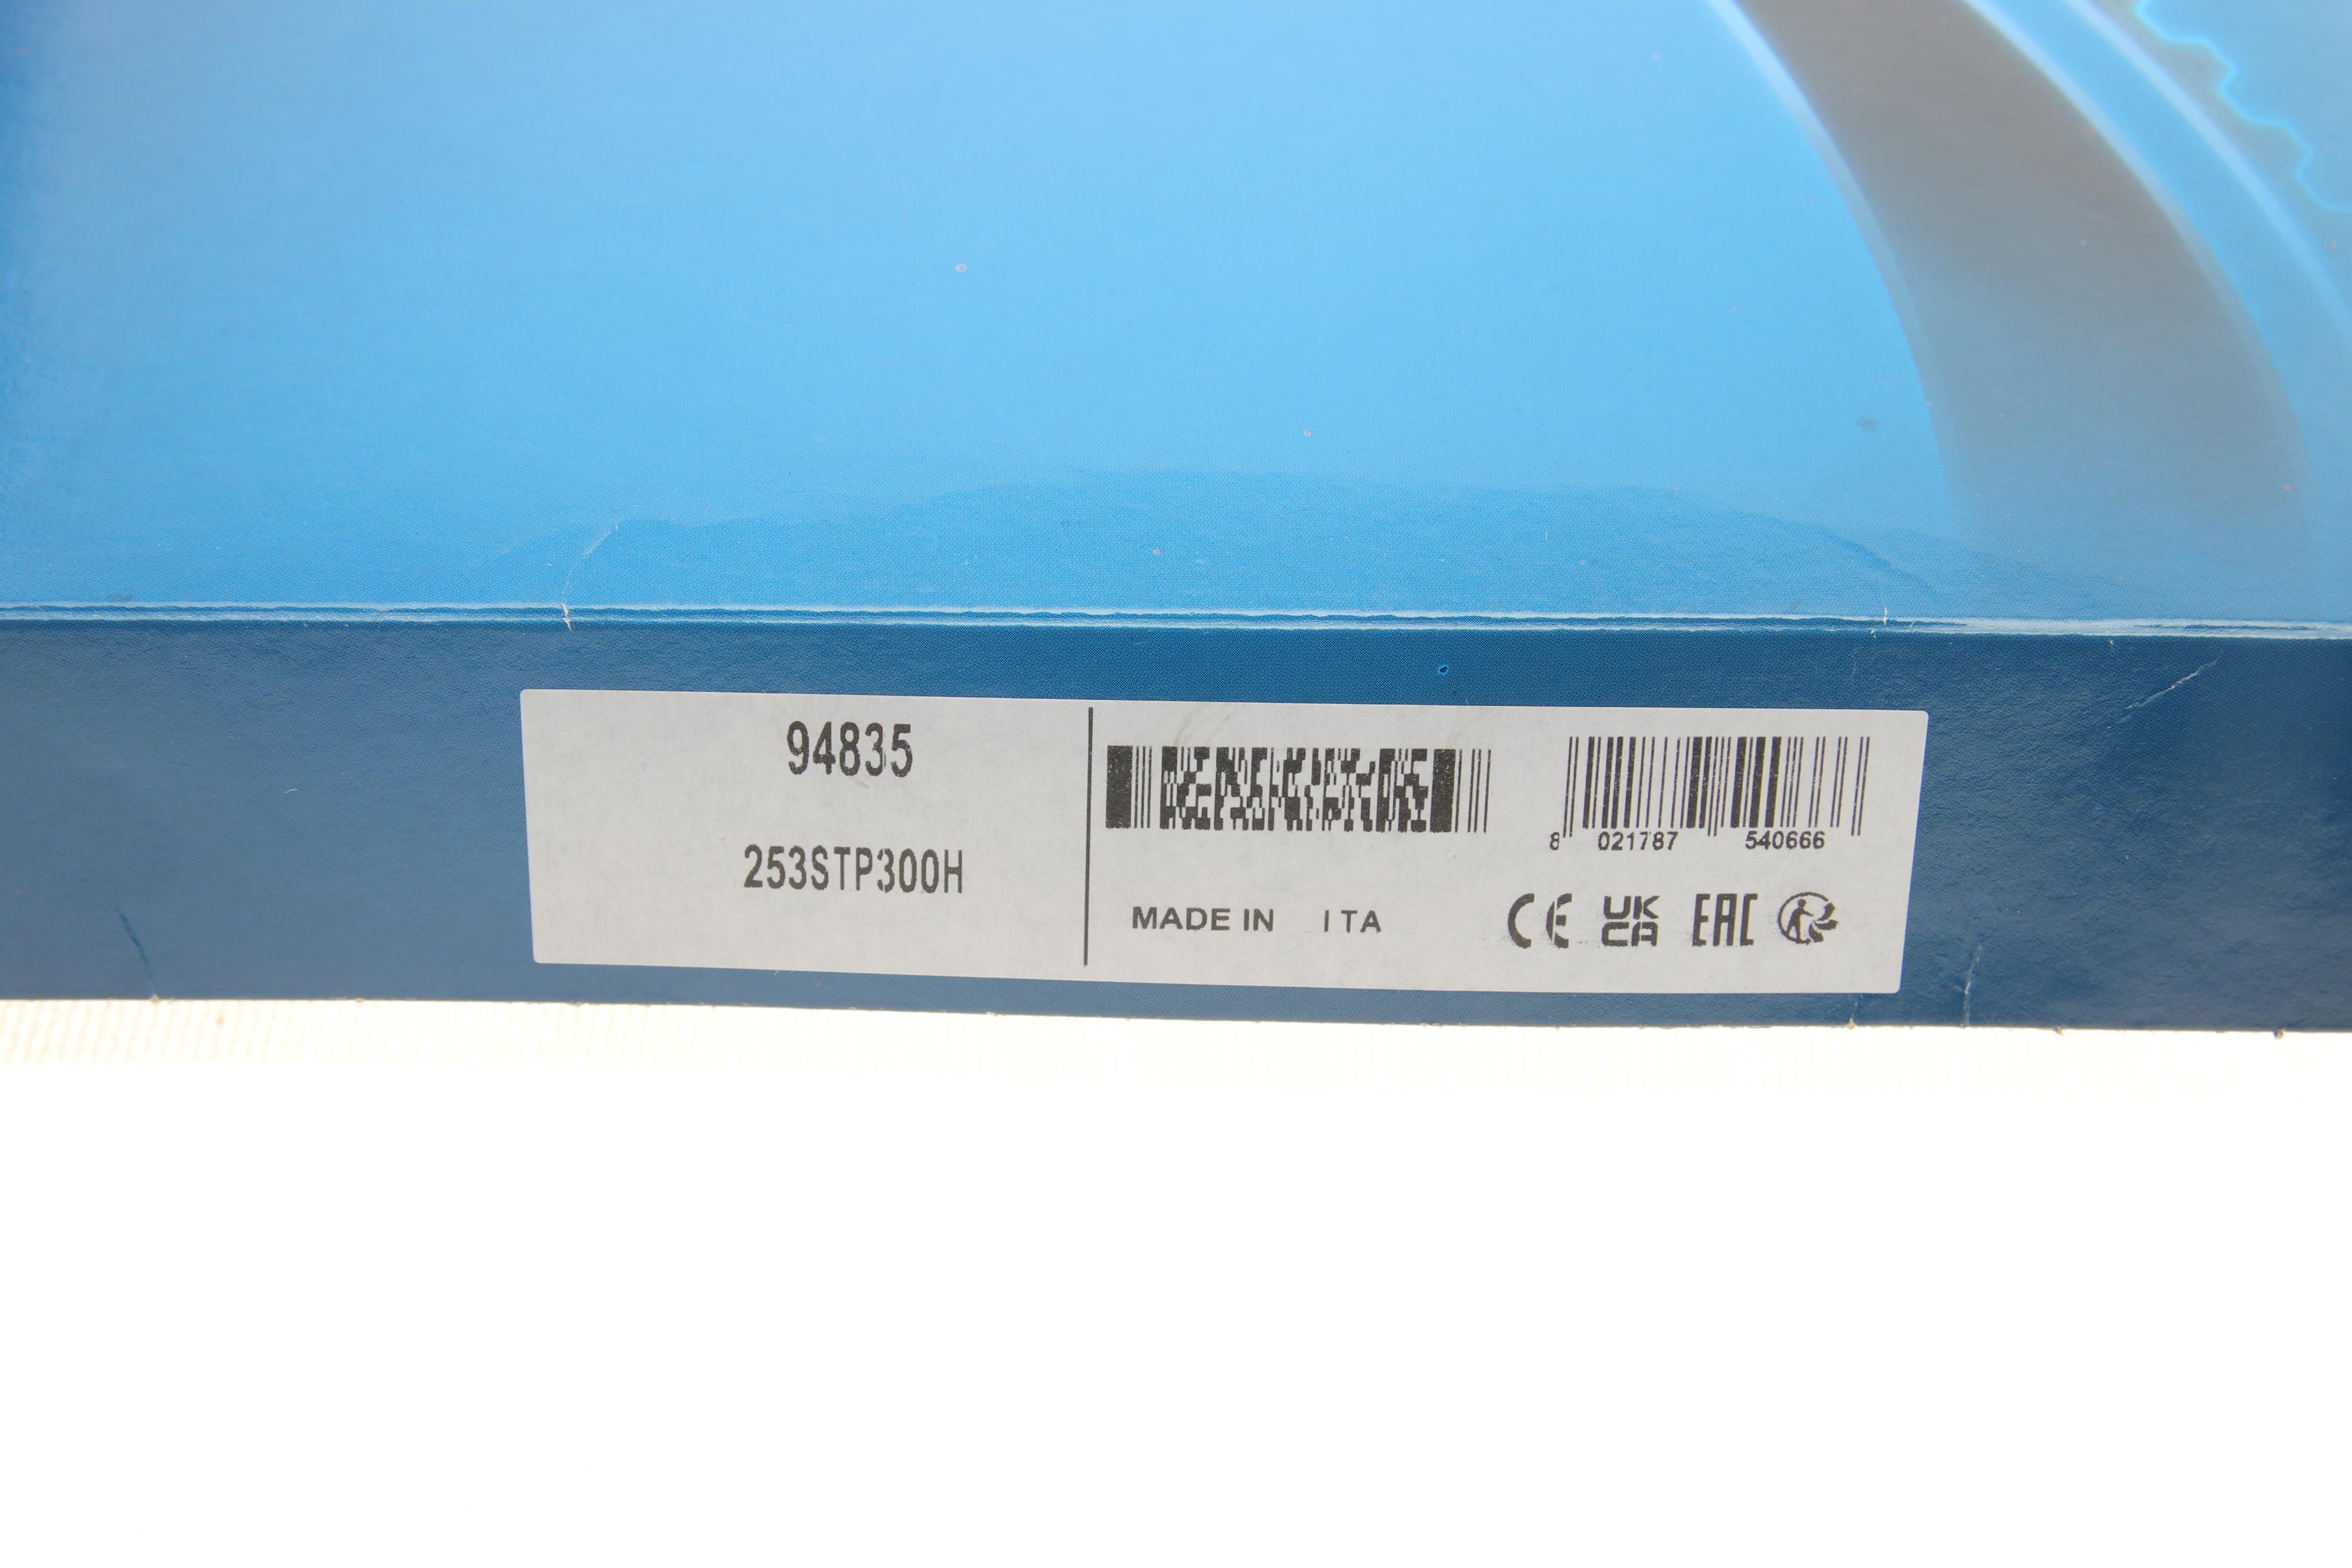 94835
253STP300H
8 021787 540666
MADE IN ITA
CE UK CA EAC